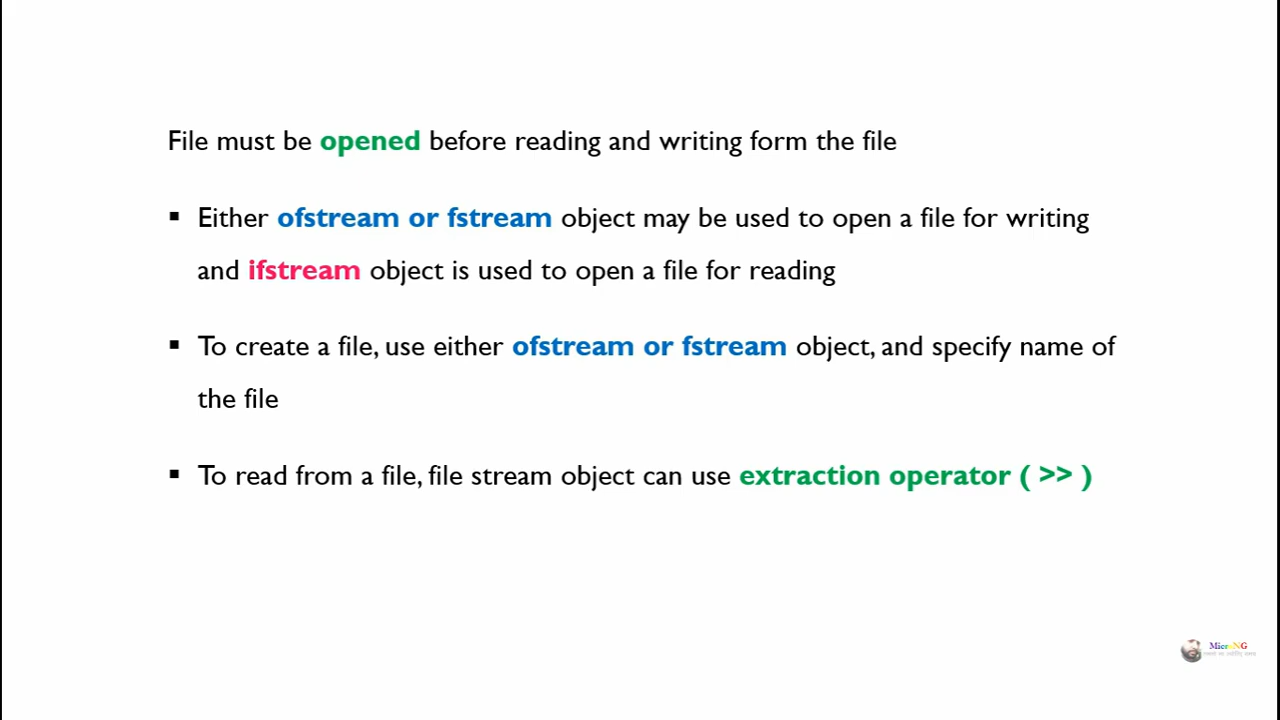 File must be opened before reading and writing form the file
▪ Either ofstream or fstream object may be used to open a file for writing
and ifstream object is used to open a file for reading
▪ To create a file, use either ofstream or fstream object, and specify name of
the file
▪ To read from a file, file stream object can use extraction operator ( >> )
MicroNG